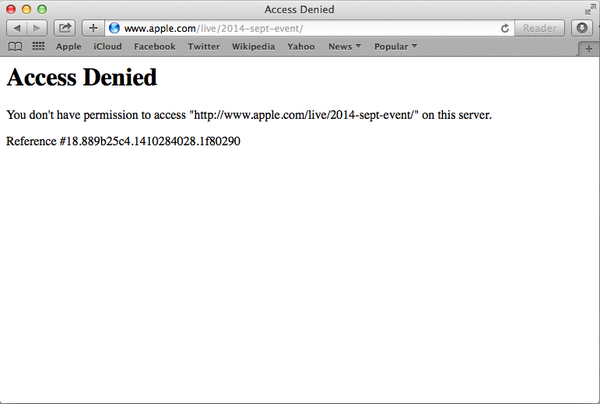 Access Denied
www.apple.com/live/2014-sept-event/ Reader
Apple iCloud Facebook Twitter Wikipedia Yahoo News Popular
Access Denied
You don't have permission to access "http://www.apple.com/live/2014-sept-event/" on this server.
Reference #18.889b25c4.1410284028.1f80290